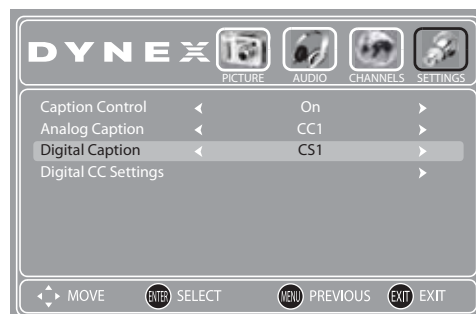 DYNEX
PICTURE AUDIO CHANNELS SETTINGS
Caption Control On
Analog Caption CC1
Digital Caption CS1
Digital CC Settings
MOVE ENTER SELECT MENU PREVIOUS EXIT EXIT